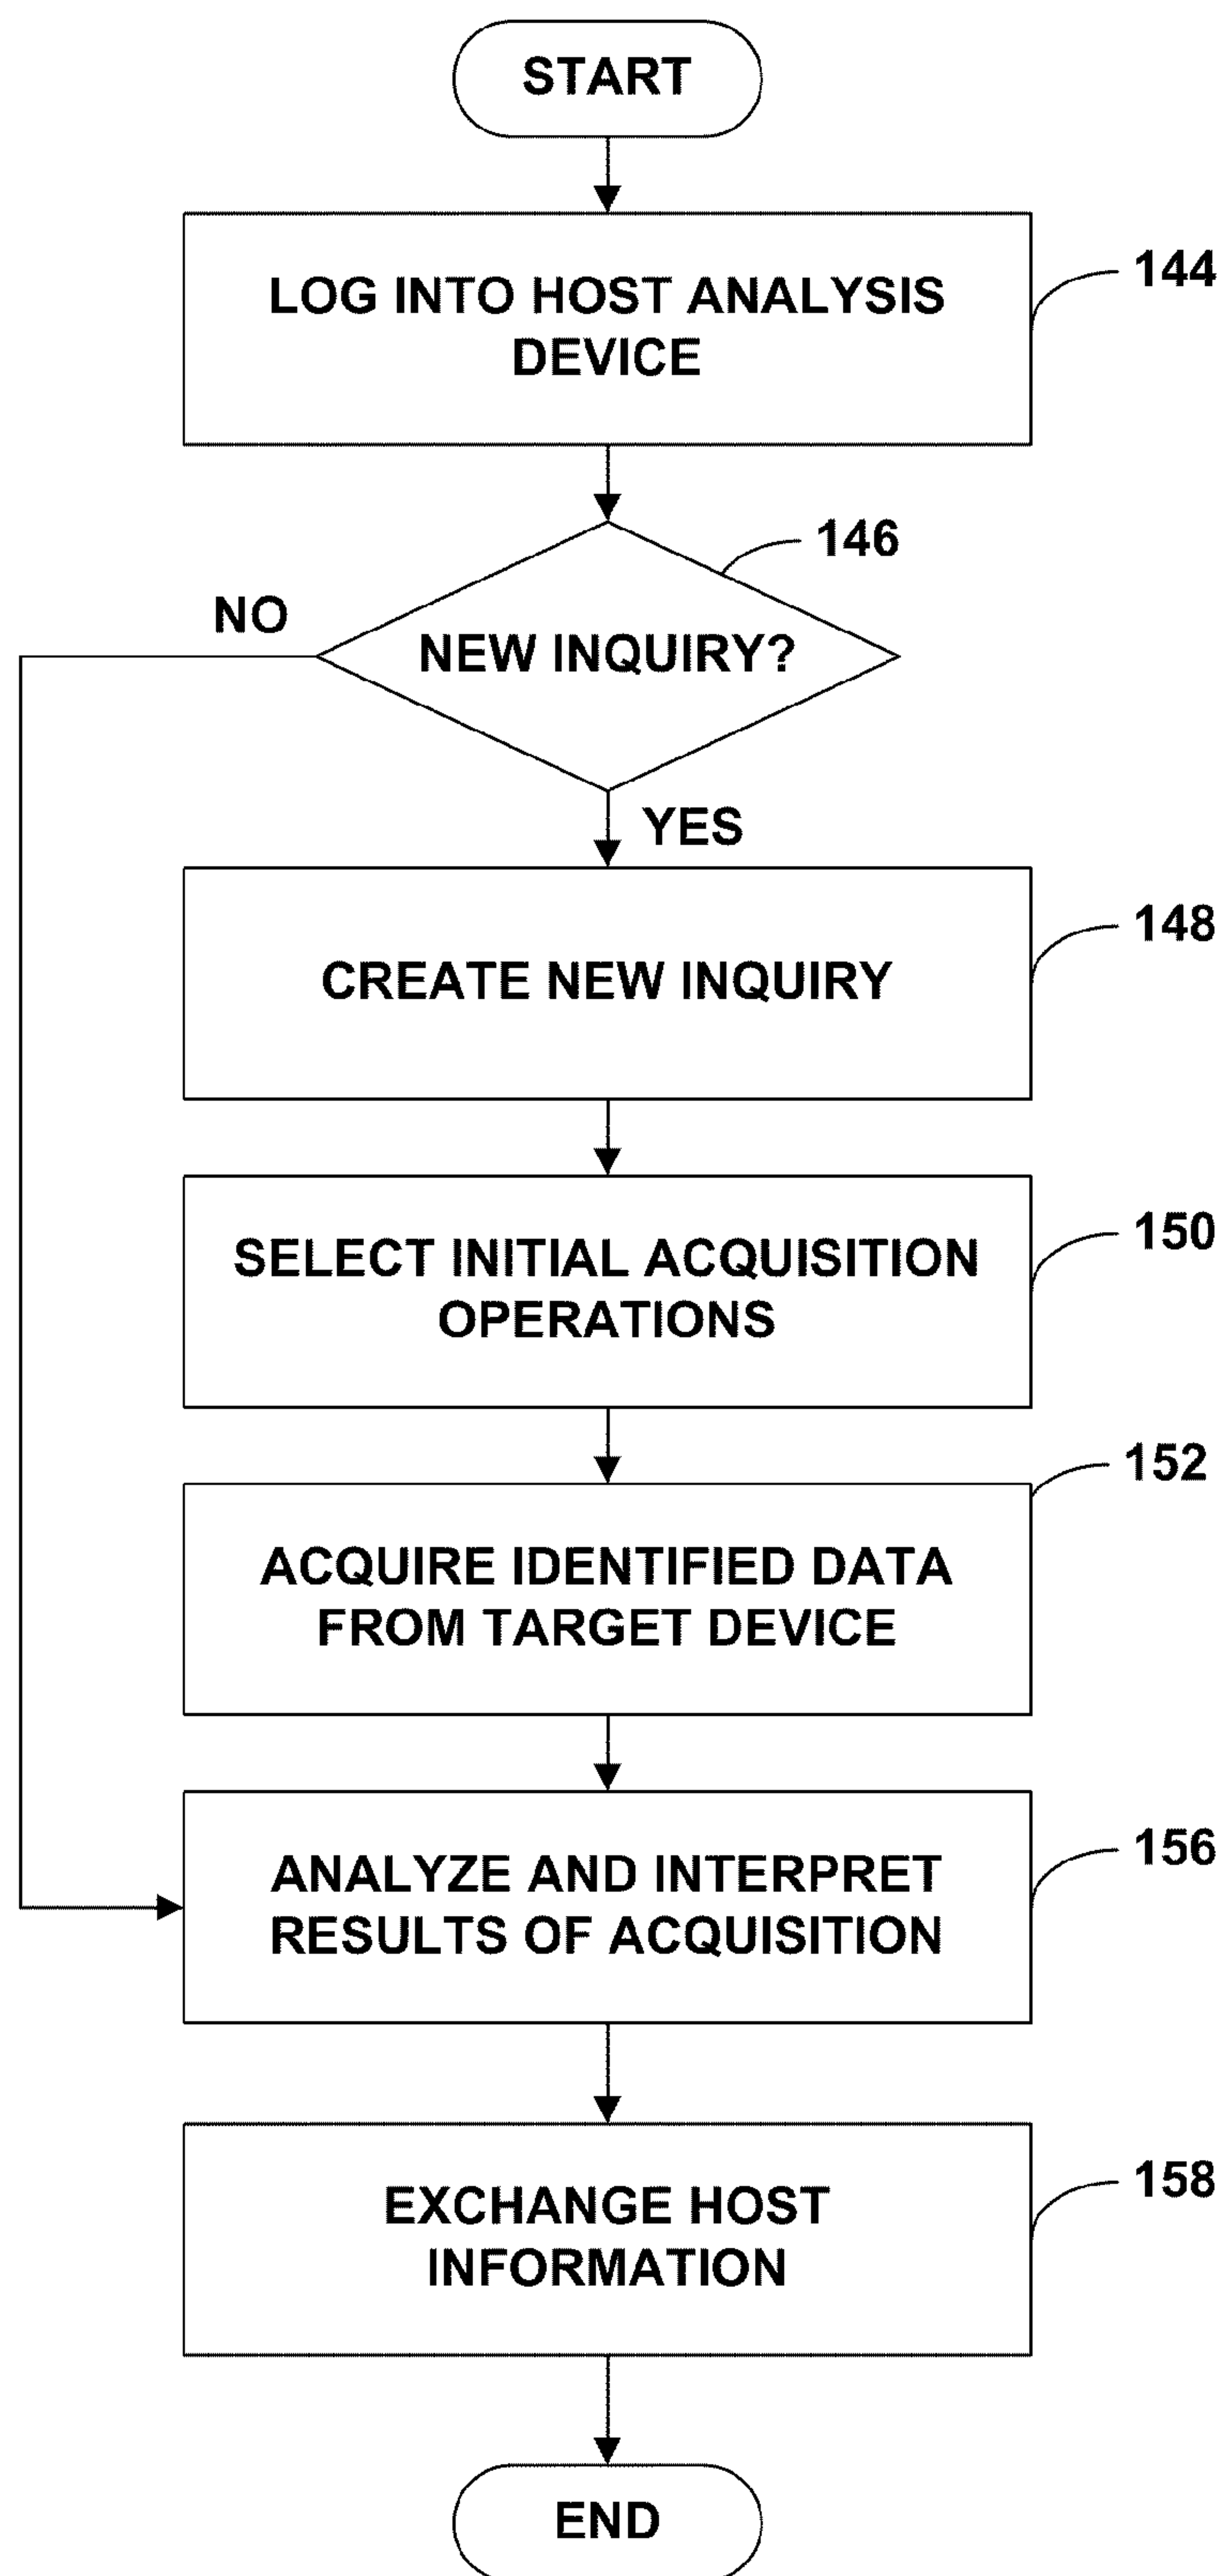 START
LOG INTO HOST ANALYSIS
DEVICE
144
146
NO
NEW INQUIRY?
YES
CREATE NEW INQUIRY
148
SELECT INITIAL ACQUISITION
OPERATIONS
150
152
ACQUIRE IDENTIFIED DATA
FROM TARGET DEVICE
ANALYZE AND INTERPRET
RESULTS OF ACQUISITION
156
EXCHANGE HOST
INFORMATION
158
END